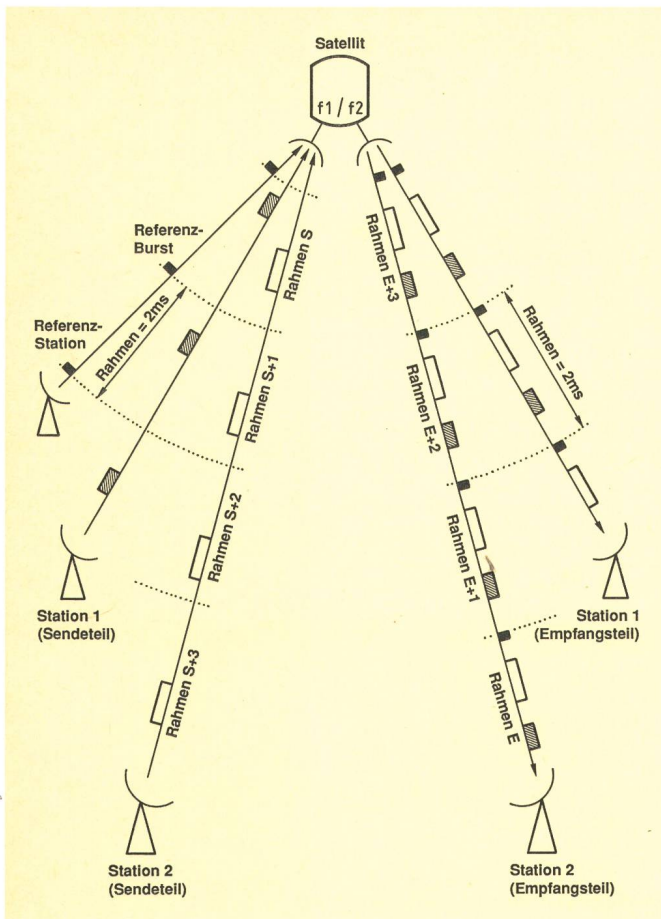 Satellit
f1 / f2
Referenz-
Burst
Referenz-
Station
Rahmen = 2ms
Rahmen S
Rahmen S+1
Rahmen S+2
Rahmen S+3
Rahmen E+3
Rahmen E+2
Rahmen E+1
Rahmen E
Rahmen = 2ms
Station 1
(Sendeteil)
Station 1
(Empfangsteil)
Station 2
(Sendeteil)
Station 2
(Empfangsteil)